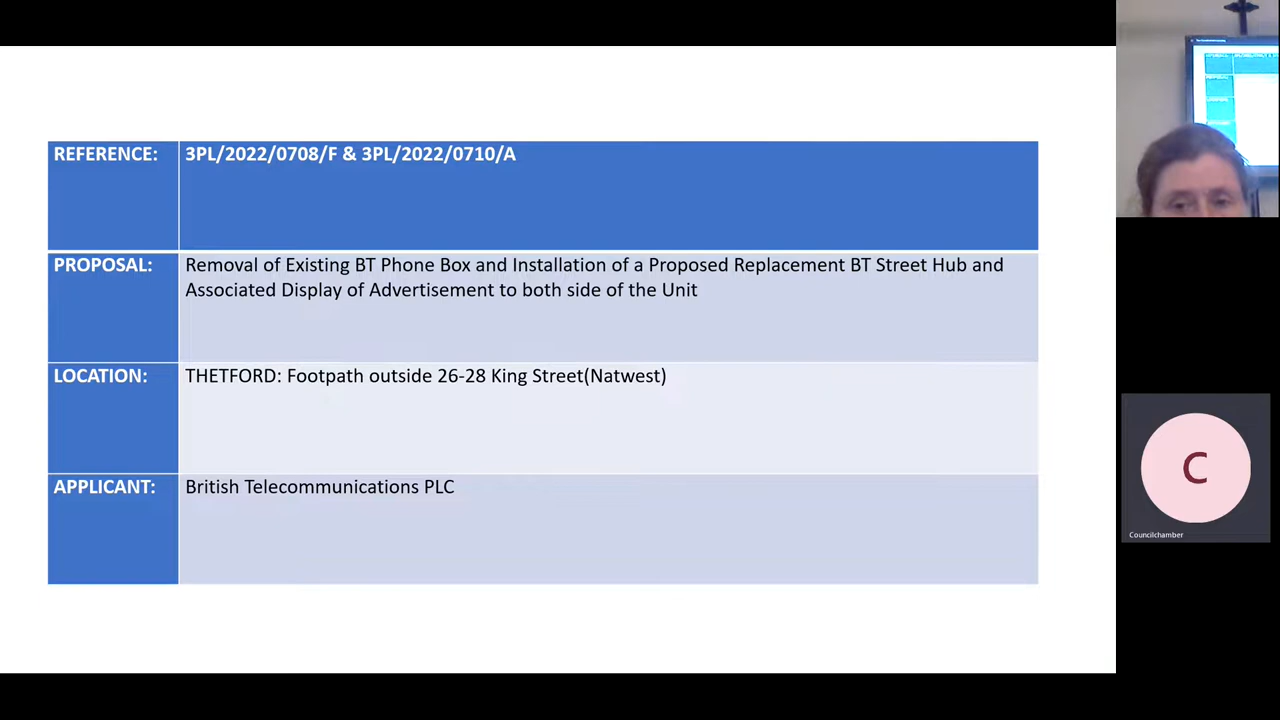 REFERENCE:
3PL/2022/0708/F & 3PL/2022/0710/A
PROPOSAL:
Removal of Existing BT Phone Box and Installation of a Proposed Replacement BT Street Hub and
Associated Display of Advertisement to both side of the Unit
LOCATION:
THETFORD: Footpath outside 26-28 King Street(Natwest)
APPLICANT:
British Telecommunications PLC
C
Councilchamber